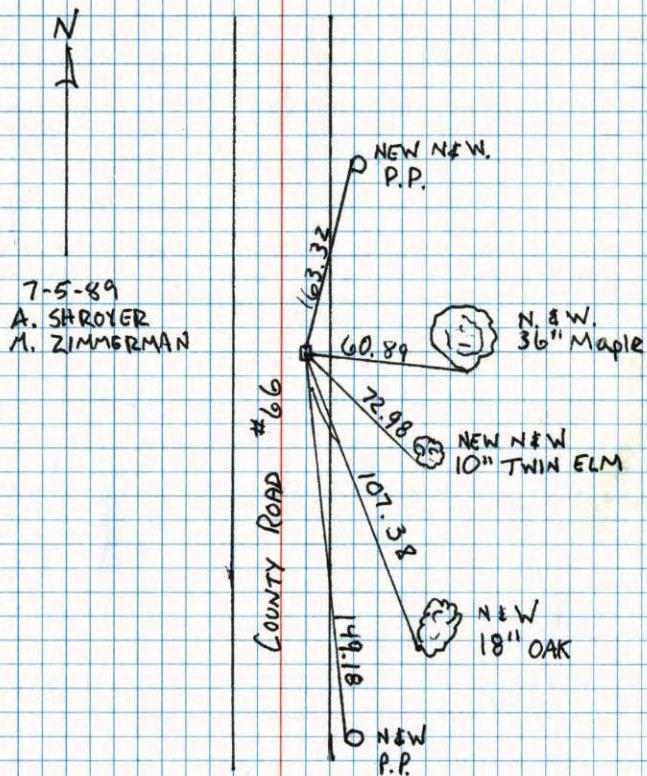 N
NEW N&W.
P.P.
163.32
7-5-89
A. SHROYER
M. ZIMMERMAN
N. & W.
36" Maple
60.89
72.98
NEW N&W
10" TWIN ELM
COUNTY ROAD #66
107.38
N&W
18" OAK
149.18
N&W
P.P.